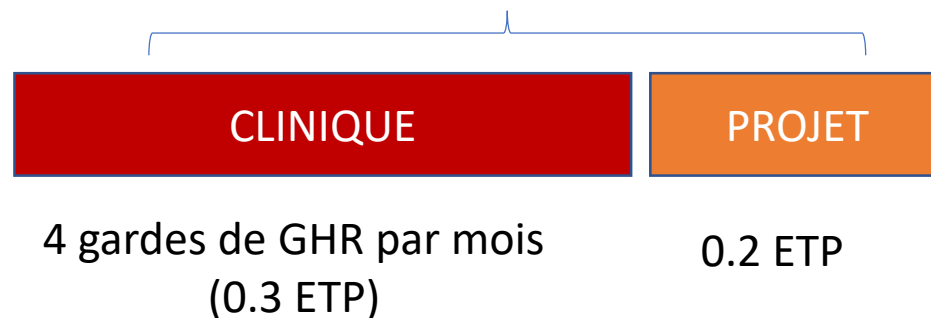 CLINIQUE
PROJET
4 gardes de GHR par mois
(0.3 ETP)
0.2 ETP